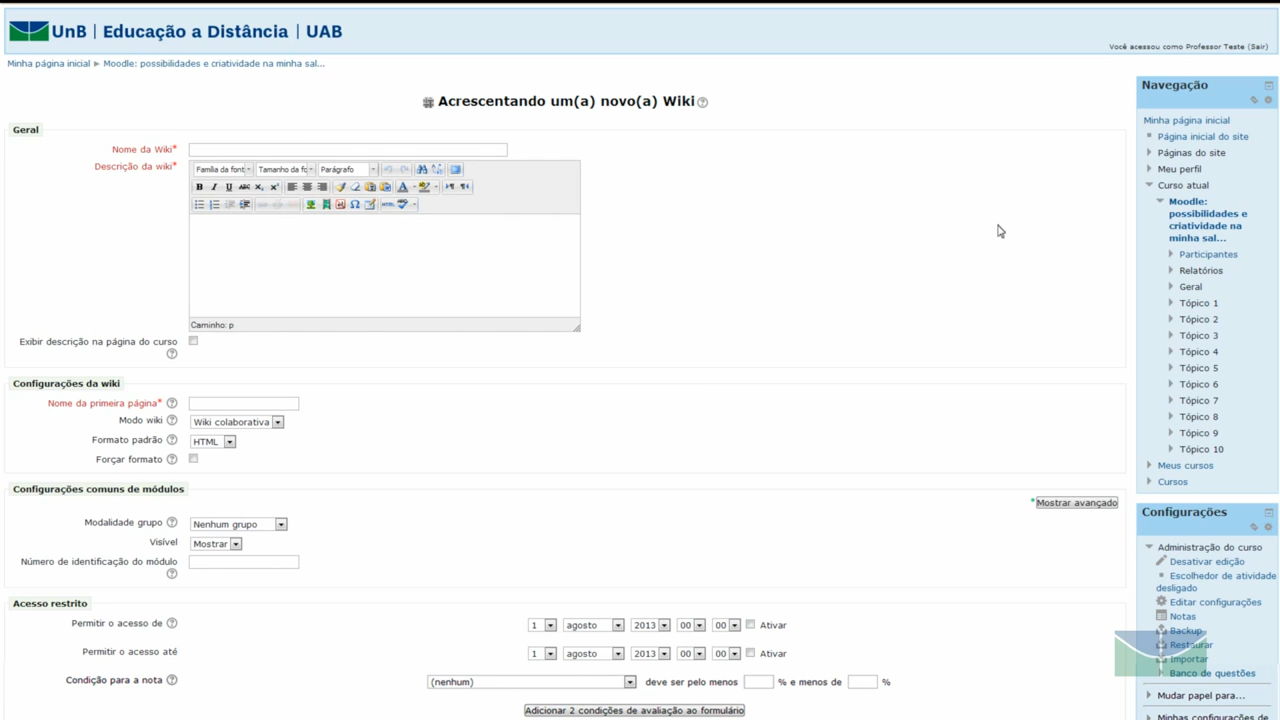 UnB | Educação a Distância | UAB
Você acessou como Professor Teste (Sair)
Minha página inicial ► Moodle: possibilidades e criatividade na minha sal...
Acrescentando um(a) novo(a) Wiki
Geral
Nome da Wiki*
Descrição da wiki*
Família da font
Tamanho da fo
Parágrafo
Caminho: p
Exibir descrição na página do curso
Configurações da wiki
Nome da primeira página*
Modo wiki Wiki colaborativa
Formato padrão HTML
Forçar formato
Configurações comuns de módulos
* Mostrar avançado
Modalidade grupo Nenhum grupo
Visível Mostrar
Número de identificação do módulo
Acesso restrito
Permitir o acesso de 1 agosto 2013 00 00 Ativar
Permitir o acesso até 1 agosto 2013 00 00 Ativar
Condição para a nota (nenhum) deve ser pelo menos % e menos de %
Adicionar 2 condições de avaliação ao formulário
Navegação
Minha página inicial
Página inicial do site
Páginas do site
Meu perfil
Curso atual
Moodle:
possibilidades e
criatividade na
minha sal...
Participantes
Relatórios
Geral
Tópico 1
Tópico 2
Tópico 3
Tópico 4
Tópico 5
Tópico 6
Tópico 7
Tópico 8
Tópico 9
Tópico 10
Meus cursos
Cursos
Configurações
Administração do curso
Desativar edição
Escolhedor de atividade
desligado
Editar configurações
Notas
Backup
Restaurar
Importar
Banco de questões
Mudar papel para...
Minhas configurações de